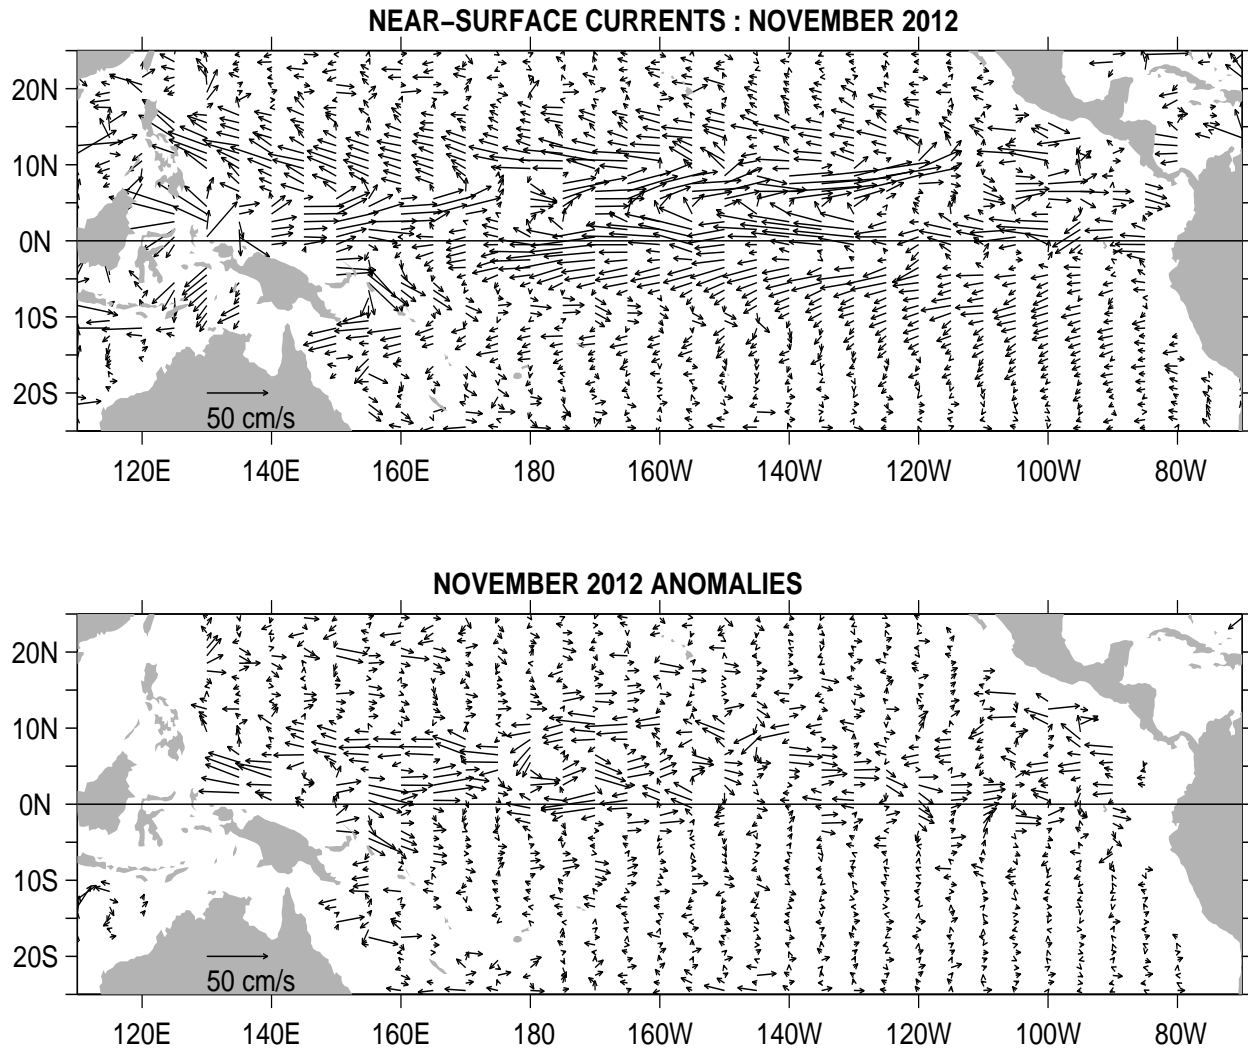 NEAR–SURFACE CURRENTS : NOVEMBER 2012
20N
10N
0N
10S
20S
50 cm/s
120E 140E 160E 180 160W 140W 120W 100W 80W
NOVEMBER 2012 ANOMALIES
20N
10N
0N
10S
20S
50 cm/s
120E 140E 160E 180 160W 140W 120W 100W 80W